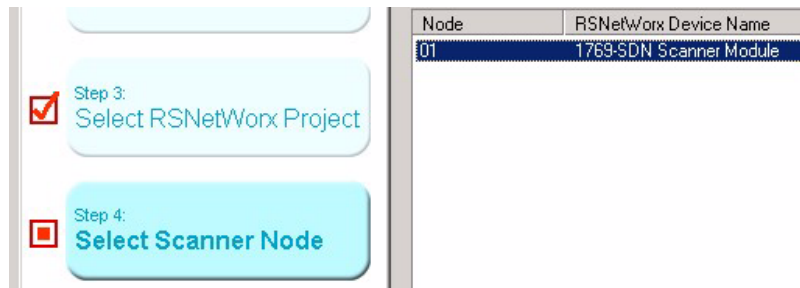 Step 3:
Select RSNetWorx Project
Step 4:
Select Scanner Node
Node RSNetWorx Device Name
01 1769-SDN Scanner Module